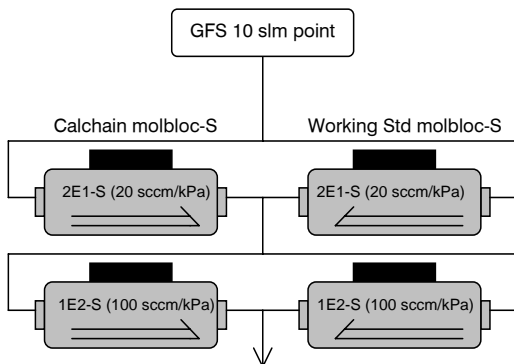 GFS 10 slm point
Calchain molbloc-S
Working Std molbloc-S
2E1-S (20 sccm/kPa)
2E1-S (20 sccm/kPa)
1E2-S (100 sccm/kPa)
1E2-S (100 sccm/kPa)